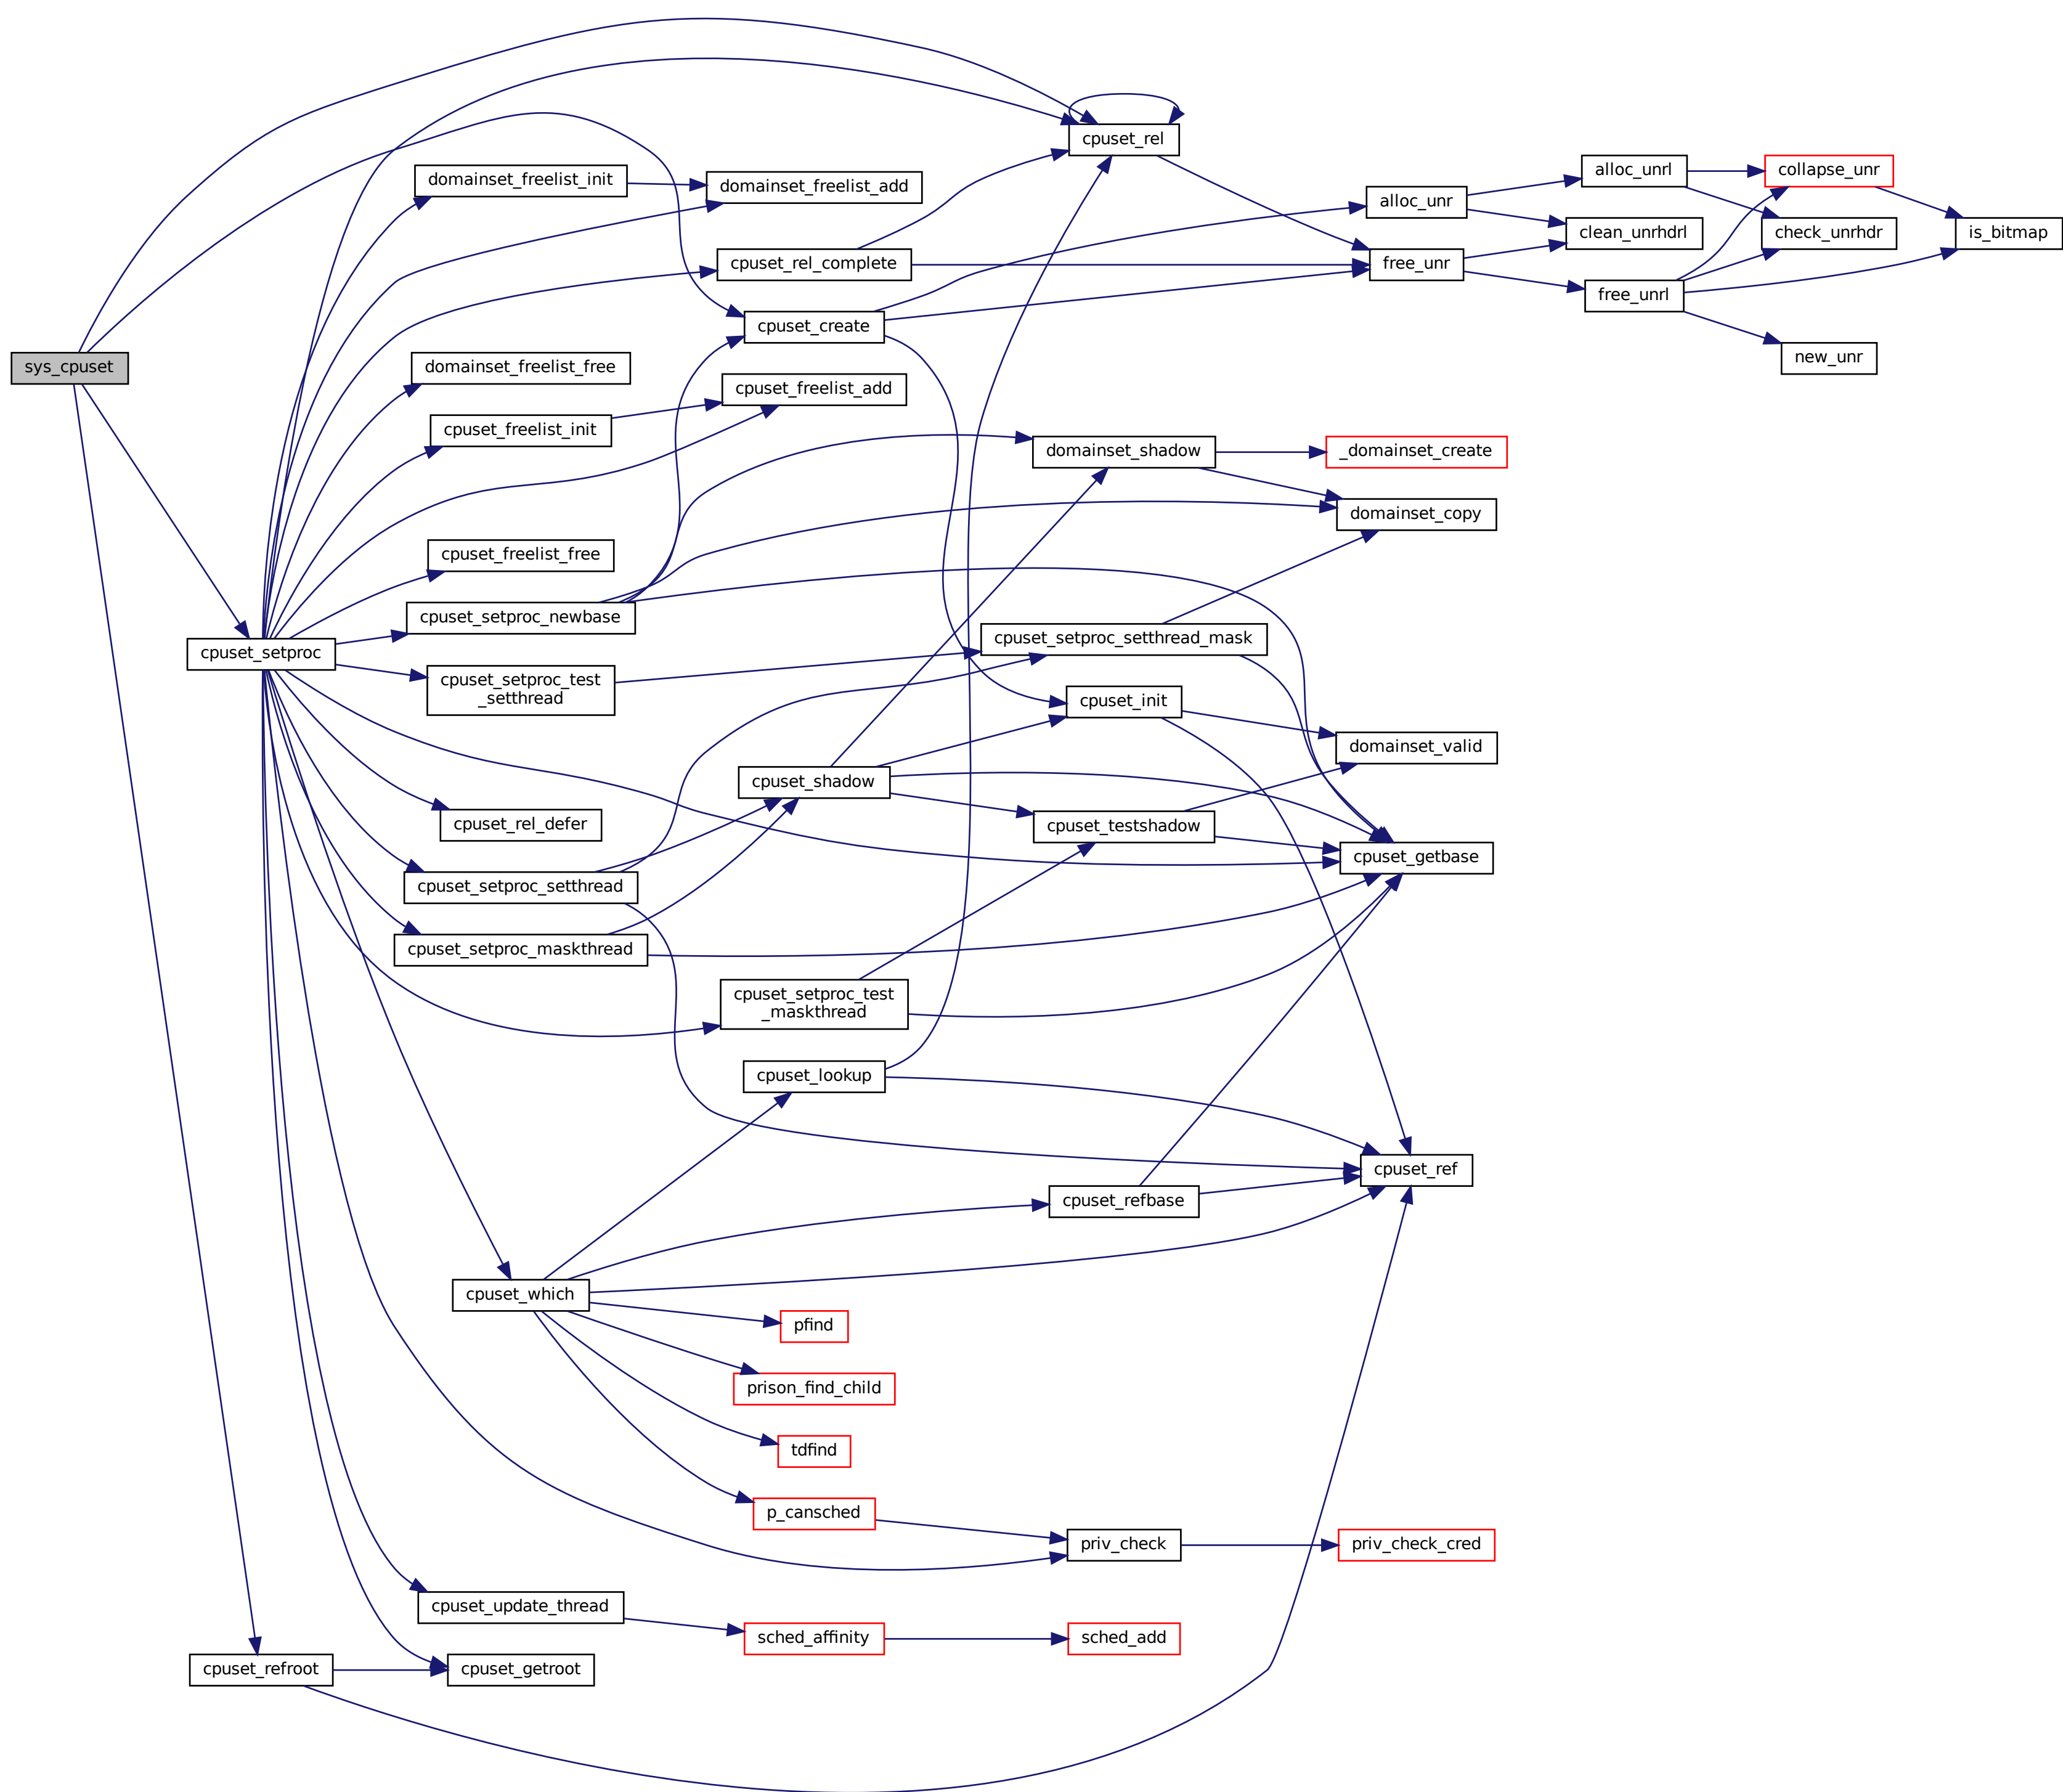 cpuset_rel
alloc_unrl
collapse_unr
domainset_freelist_init
domainset_freelist_add
alloc_unr
clean_unrhdrl
check_unrhdr
is_bitmap
cpuset_rel_complete
free_unr
free_unrl
cpuset_create
new_unr
sys_cpuset
domainset_freelist_free
cpuset_freelist_add
cpuset_freelist_init
domainset_shadow
_domainset_create
domainset_copy
cpuset_freelist_free
cpuset_setproc_newbase
cpuset_setproc
cpuset_setproc_setthread_mask
cpuset_setproc_test
_setthread
cpuset_init
domainset_valid
cpuset_shadow
cpuset_rel_defer
cpuset_testshadow
cpuset_getbase
cpuset_setproc_setthread
cpuset_setproc_maskthread
cpuset_setproc_test
_maskthread
cpuset_lookup
cpuset_ref
cpuset_refbase
cpuset_which
pfind
prison_find_child
tdfind
p_cansched
priv_check
priv_check_cred
cpuset_update_thread
sched_affinity
sched_add
cpuset_refroot
cpuset_getroot